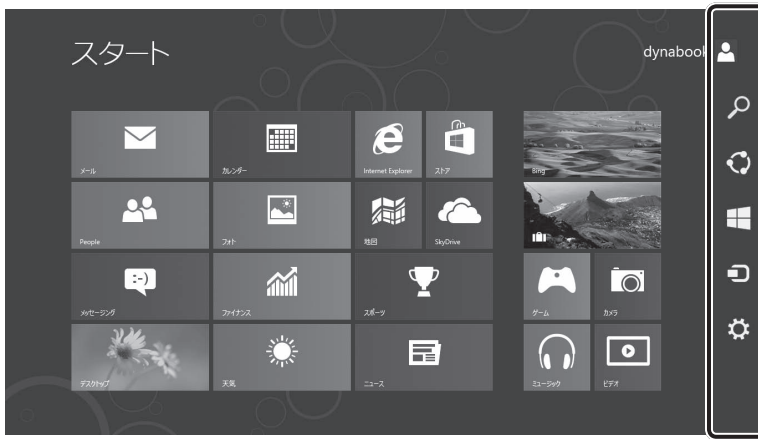 スタート
dynabook
メール
カレンダー
Internet Explorer
ストア
Bing
People
フォト
地図
SkyDrive
メッセージング
ファイナンス
スポーツ
ゲーム
カメラ
デスクトップ
天気
ニュース
ミュージック
ビデオ